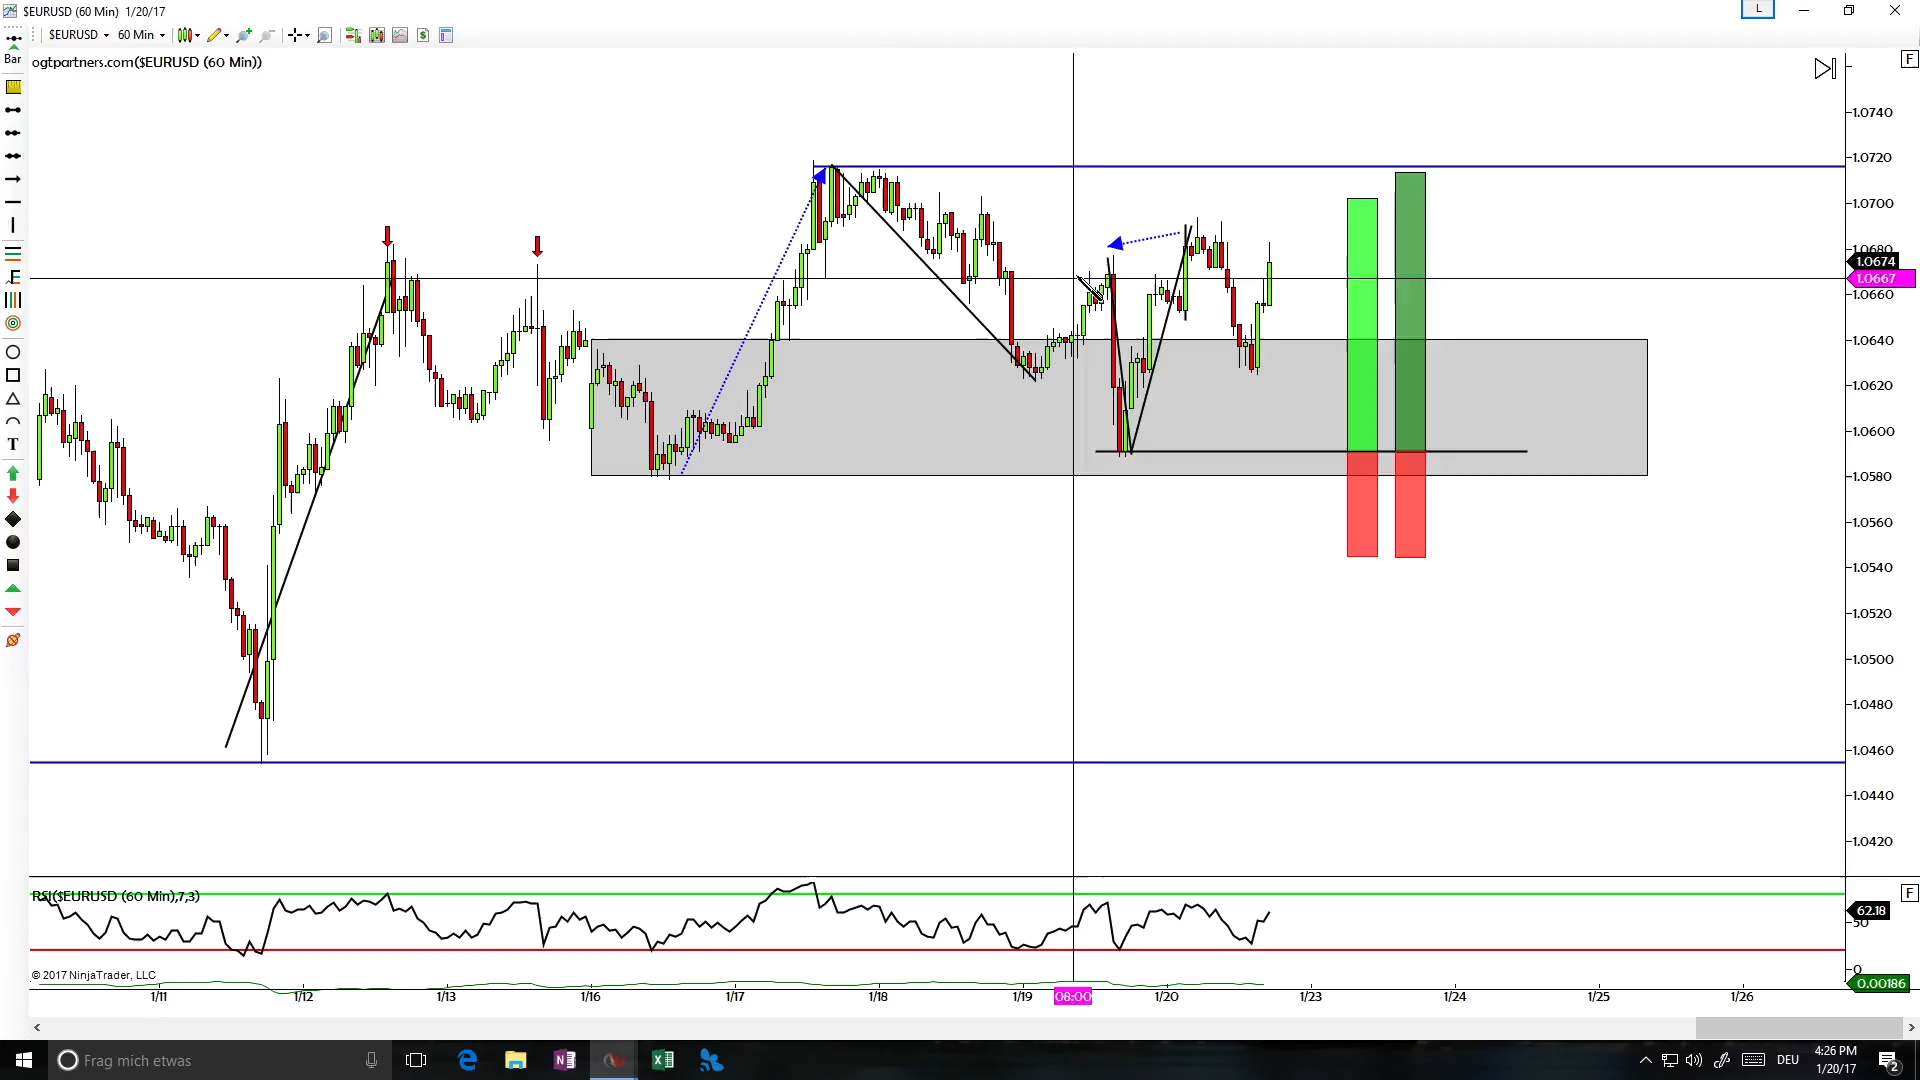 $EURUSD (60 Min) 1/20/17
L
$EURUSD 60 Min
Bar
ogtpartners.com($EURUSD (60 Min))
F
1.0740
1.0720
1.0700
1.0680
1.0674
1.0667
1.0660
1.0640
1.0620
1.0600
1.0580
1.0560
1.0540
1.0520
1.0500
1.0480
1.0460
1.0440
1.0420
RSI($EURUSD (60 Min),7,3)
F
62.18
50
0
© 2017 NinjaTrader, LLC
0.00186
1/11 1/12 1/13 1/16 1/17 1/18 1/19 08:00 1/20 1/23 1/24 1/25 1/26
Frag mich etwas
DEU
4:26 PM
1/20/17
2